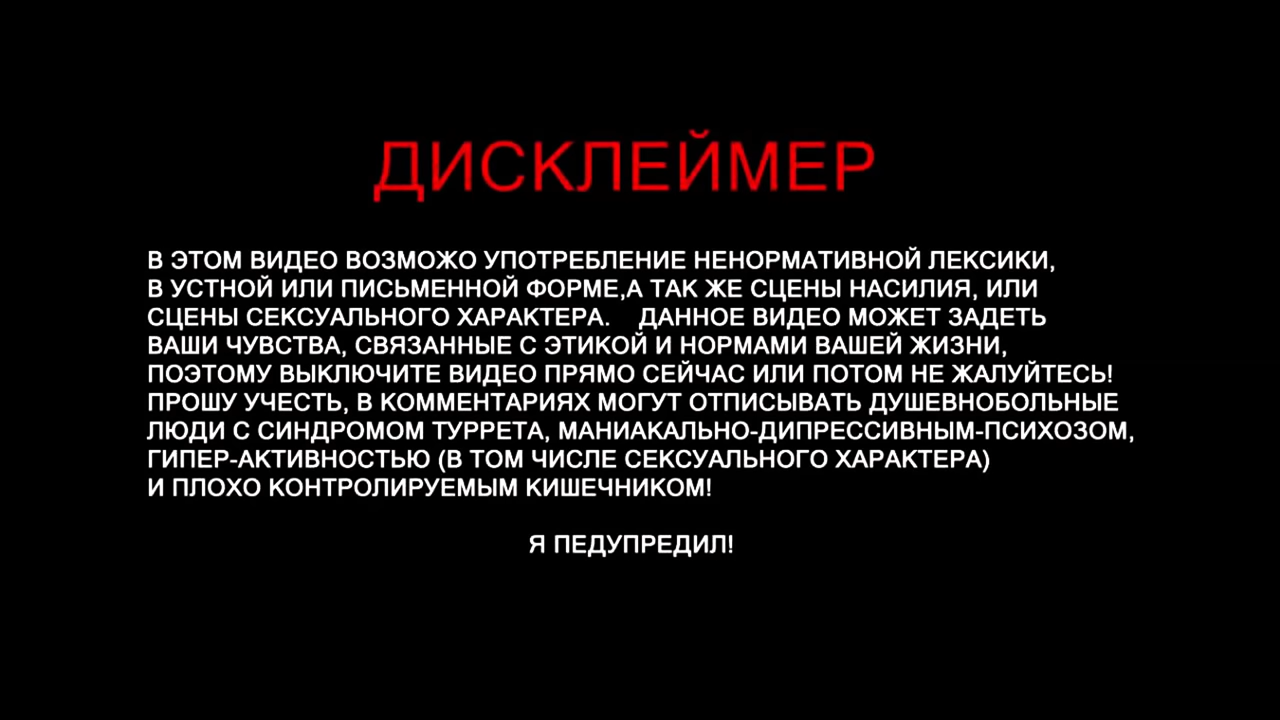 ДИСКЛЕЙМЕР
В ЭТОМ ВИДЕО ВОЗМОЖО УПОТРЕБЛЕНИЕ НЕНОРМАТИВНОЙ ЛЕКСИКИ,
В УСТНОЙ ИЛИ ПИСЬМЕННОЙ ФОРМЕ,А ТАК ЖЕ СЦЕНЫ НАСИЛИЯ, ИЛИ
СЦЕНЫ СЕКСУАЛЬНОГО ХАРАКТЕРА. ДАННОЕ ВИДЕО МОЖЕТ ЗАДЕТЬ
ВАШИ ЧУВСТВА, СВЯЗАННЫЕ С ЭТИКОЙ И НОРМАМИ ВАШЕЙ ЖИЗНИ,
ПОЭТОМУ ВЫКЛЮЧИТЕ ВИДЕО ПРЯМО СЕЙЧАС ИЛИ ПОТОМ НЕ ЖАЛУЙТЕСЬ!
ПРОШУ УЧЕСТЬ, В КОММЕНТАРИЯХ МОГУТ ОТПИСЫВАТЬ ДУШЕВНОБОЛЬНЫЕ
ЛЮДИ С СИНДРОМОМ ТУРРЕТА, МАНИАКАЛЬНО-ДИПРЕССИВНЫМ-ПСИХОЗОМ,
ГИПЕР-АКТИВНОСТЬЮ (В ТОМ ЧИСЛЕ СЕКСУАЛЬНОГО ХАРАКТЕРА)
И ПЛОХО КОНТРОЛИРУЕМЫМ КИШЕЧНИКОМ!
Я ПЕДУПРЕДИЛ!